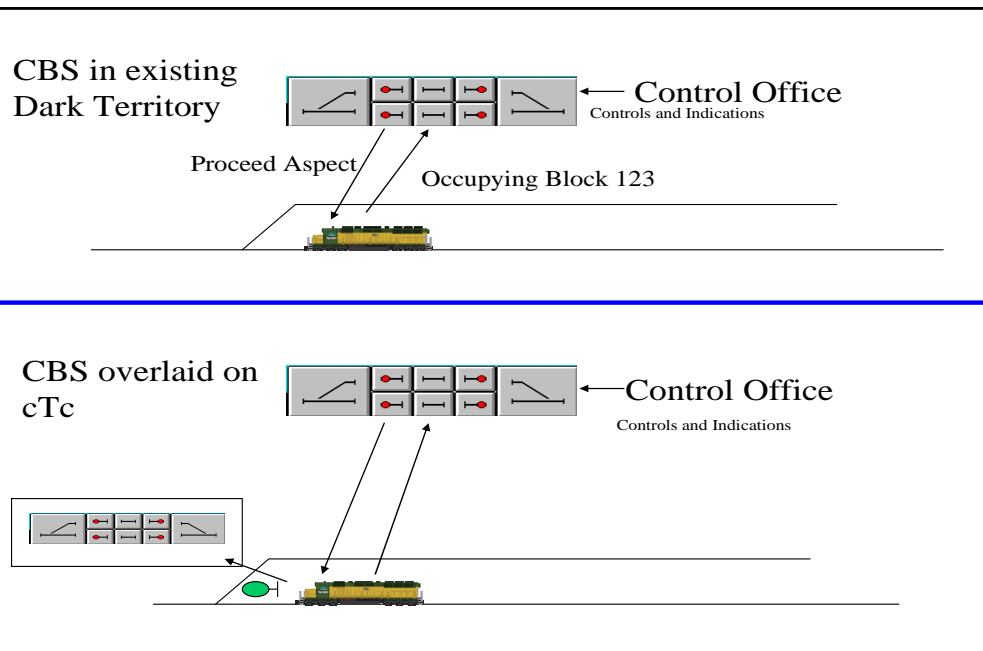 CBS in existing
Dark Territory
Control Office
Controls and Indications
Proceed Aspect
Occupying Block 123
CBS overlaid on
cTc
Control Office
Controls and Indications